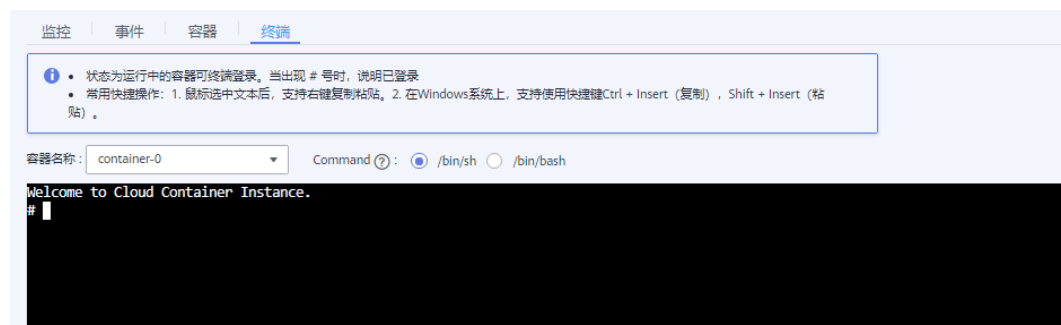 监控 事件 容器 终端
• 状态为运行中的容器可终端登录。当出现 # 号时，说明已登录
• 常用快捷操作：1. 鼠标选中文本后，支持右键复制粘贴。2. 在Windows系统上，支持使用快捷键Ctrl + Insert（复制）, Shift + Insert（粘
贴）。
容器名称： container-0 Command ? : /bin/sh /bin/bash
Welcome to Cloud Container Instance.
#